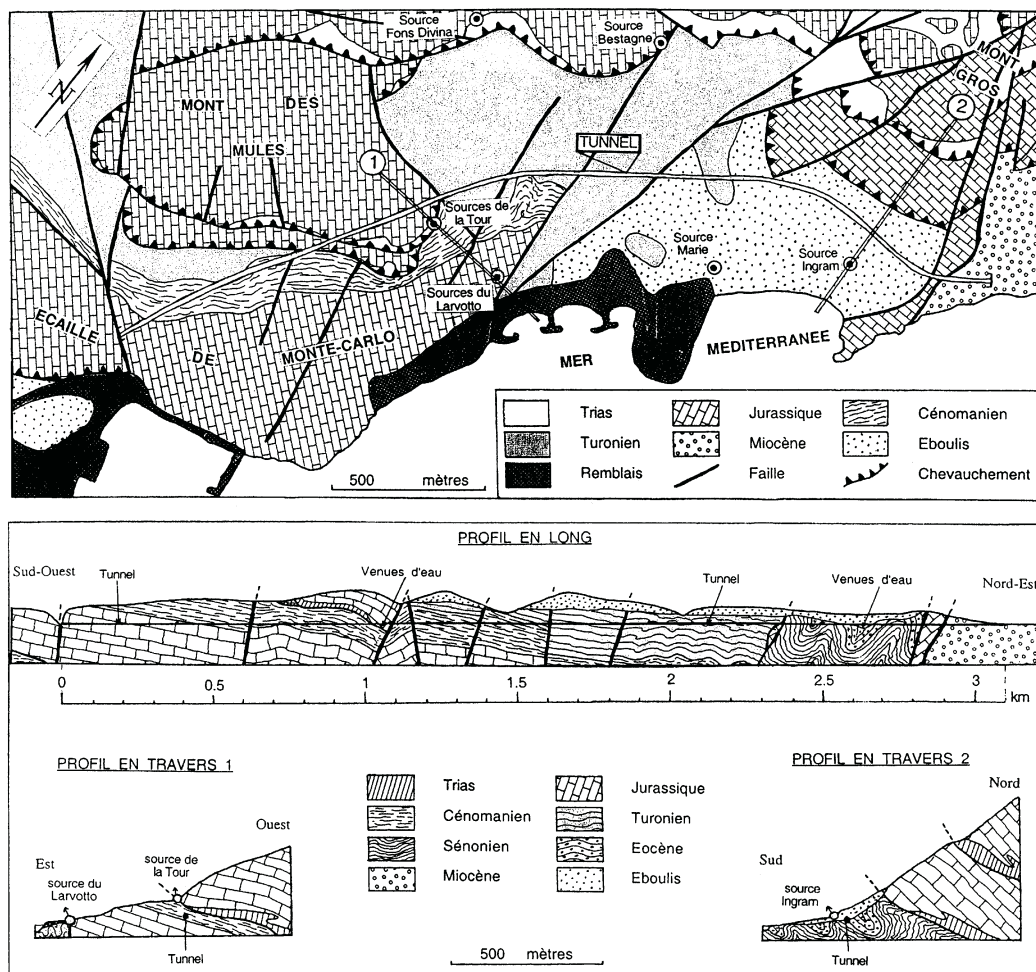 Source
Fons Divina
Source
Bestagne
N
MONT
DES
MULES
1
TUNNEL
MONT
GROS
2
Sources de
la Tour
Source
Marie
Source
Ingram
Sources du
Larvotto
ECAILLE
DE
MONTE-CARLO
MER
MEDITERRANEE
500 mètres
Trias
Jurassique
Cénomanien
Turonien
Miocène
Eboulis
Remblais
Faille
Chevauchement
PROFIL EN LONG
Sud-Ouest
Tunnel
Venues d'eau
Tunnel
Venues d'eau
Nord-Est
0
0.5
1
1.5
2
2.5
3
km
PROFIL EN TRAVERS 1
Est
source du
Larvotto
source de
la Tour
Ouest
Tunnel
Trias
Jurassique
Cénomanien
Turonien
Sénonien
Eocène
Miocène
Eboulis
500 mètres
PROFIL EN TRAVERS 2
Nord
Sud
source
Ingram
Tunnel